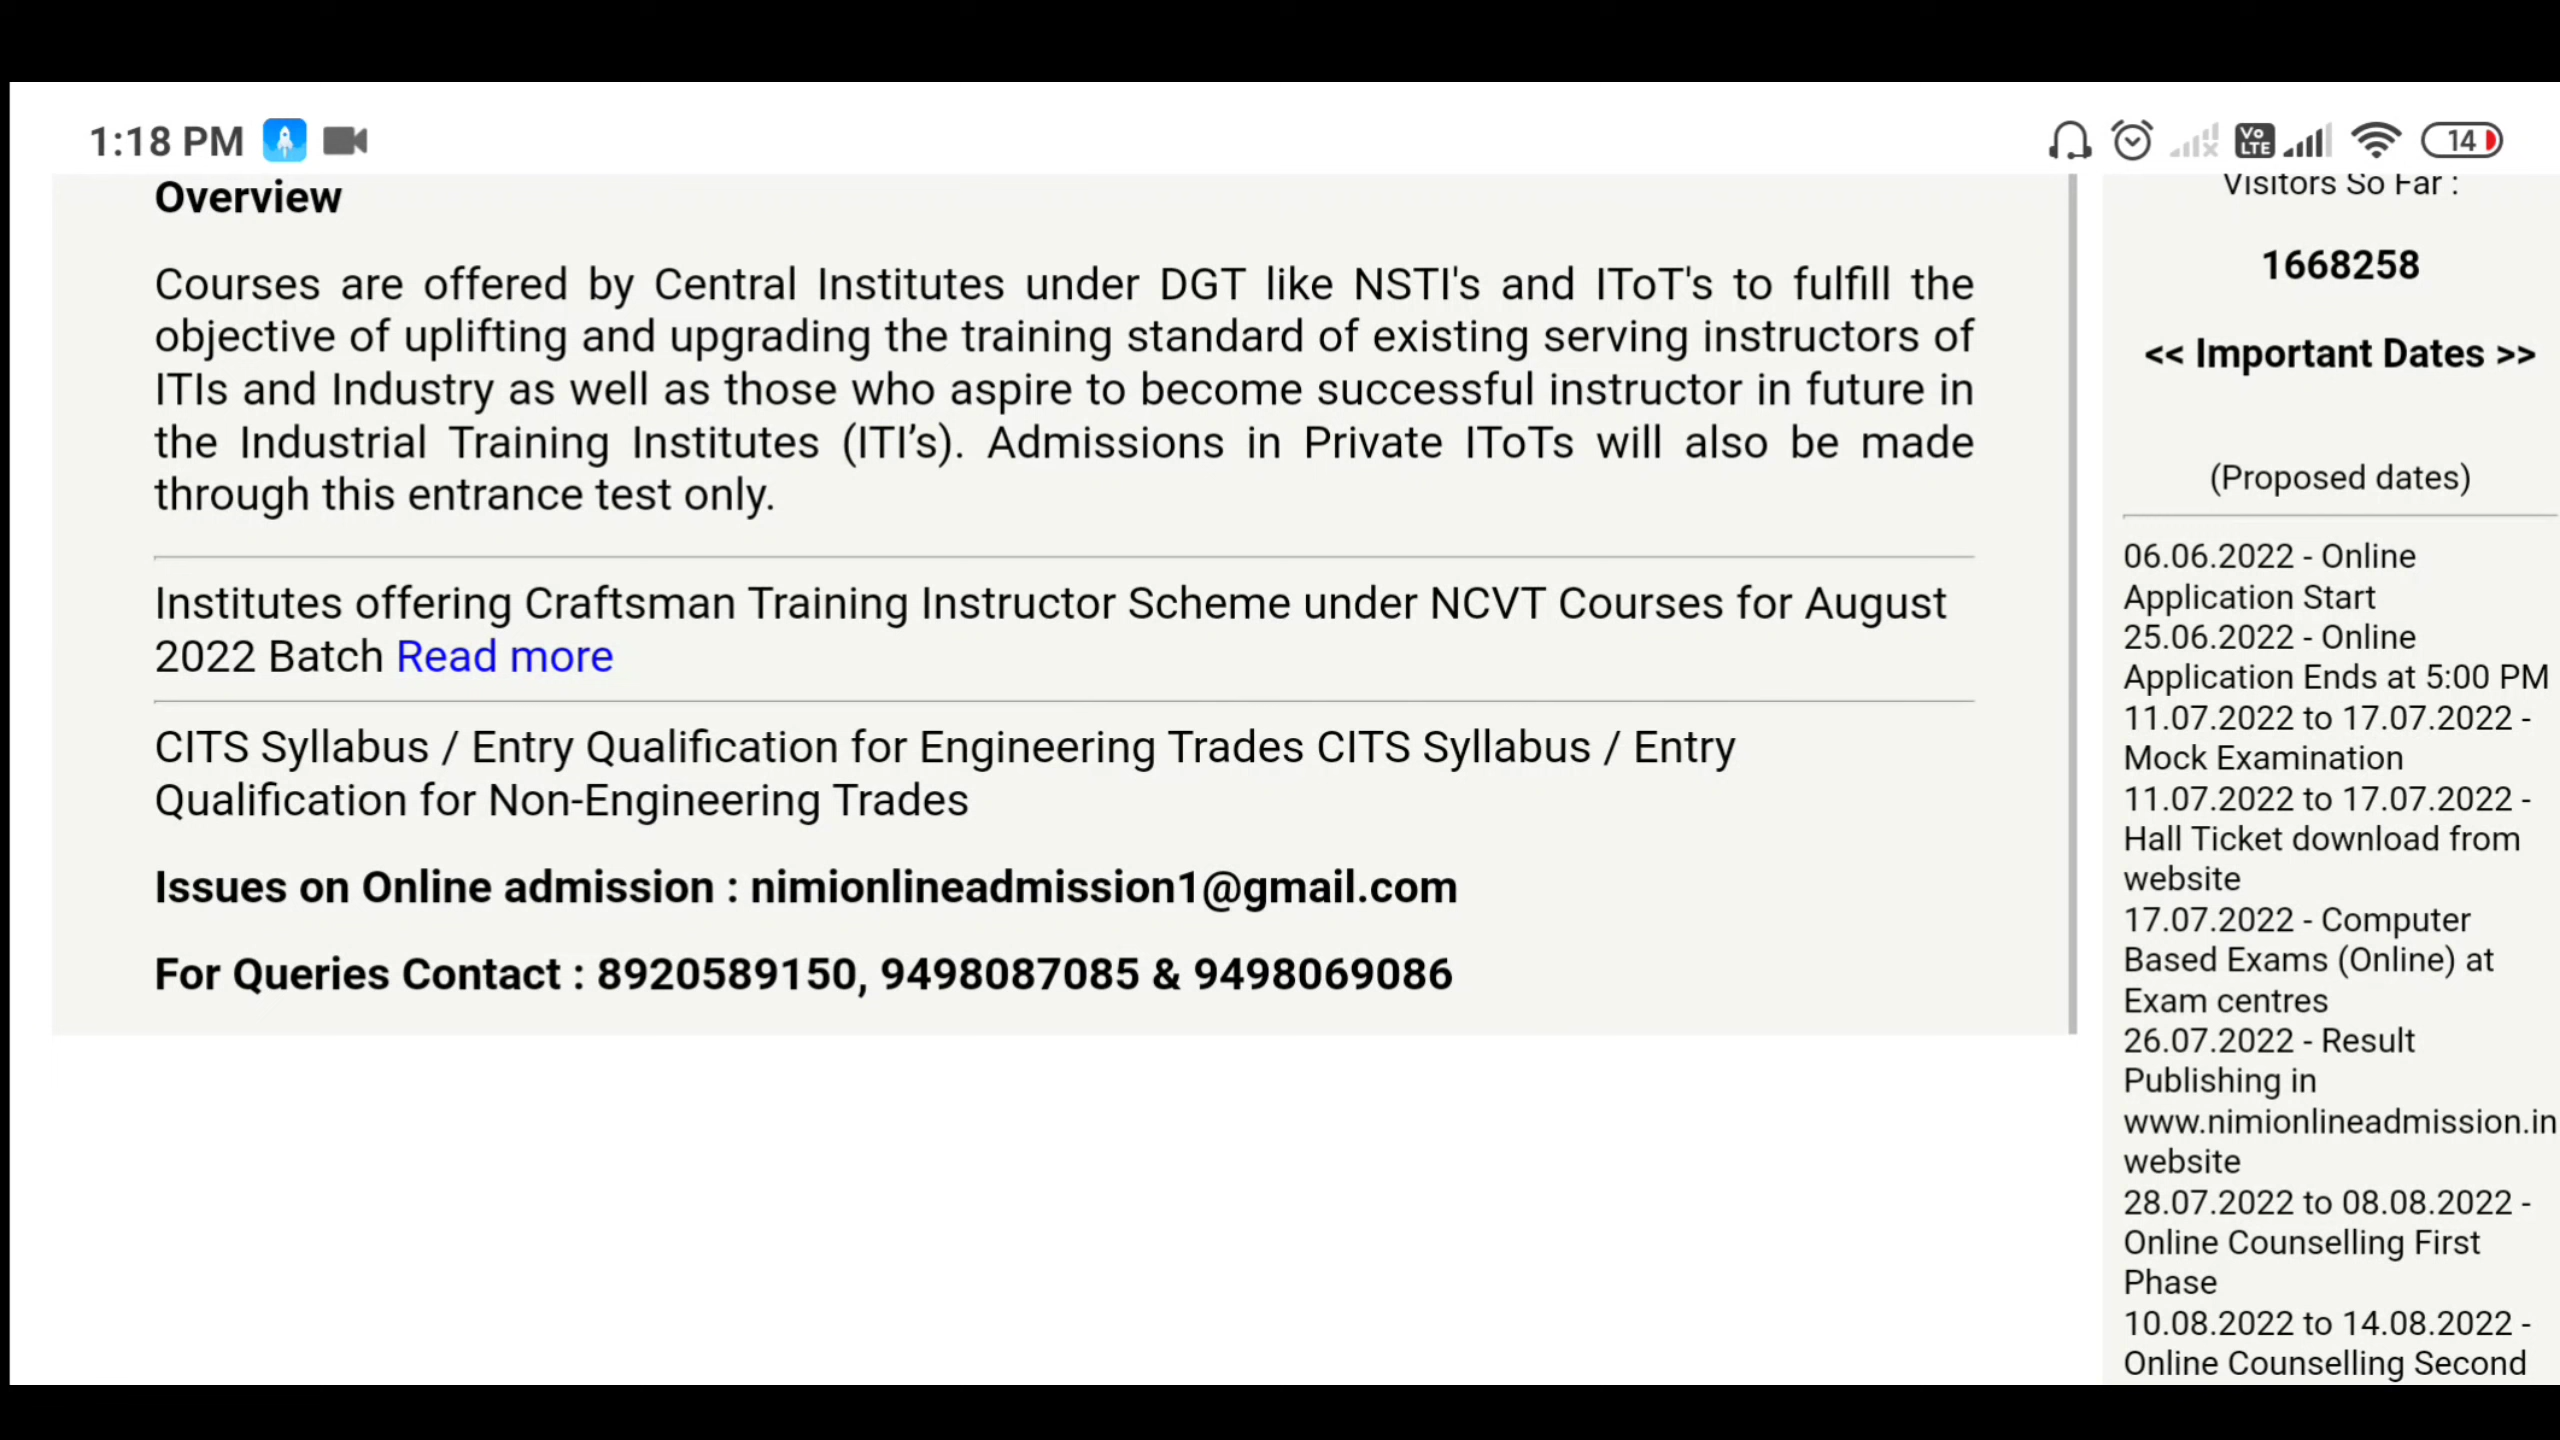 1:18 PM
Vo
LTE
14
Overview
Courses are offered by Central Institutes under DGT like NSTI's and IToT's to fulfill the
objective of uplifting and upgrading the training standard of existing serving instructors of
ITIs and Industry as well as those who aspire to become successful instructor in future in
the Industrial Training Institutes (ITI’s). Admissions in Private IToTs will also be made
through this entrance test only.
Institutes offering Craftsman Training Instructor Scheme under NCVT Courses for August
2022 Batch Read more
CITS Syllabus / Entry Qualification for Engineering Trades CITS Syllabus / Entry
Qualification for Non-Engineering Trades
Issues on Online admission : nimionlineadmission1@gmail.com
For Queries Contact : 8920589150, 9498087085 & 9498069086
Visitors So Far :
1668258
<< Important Dates >>
(Proposed dates)
06.06.2022 - Online
Application Start
25.06.2022 - Online
Application Ends at 5:00 PM
11.07.2022 to 17.07.2022 -
Mock Examination
11.07.2022 to 17.07.2022 -
Hall Ticket download from
website
17.07.2022 - Computer
Based Exams (Online) at
Exam centres
26.07.2022 - Result
Publishing in
www.nimionlineadmission.in
website
28.07.2022 to 08.08.2022 -
Online Counselling First
Phase
10.08.2022 to 14.08.2022 -
Online Counselling Second